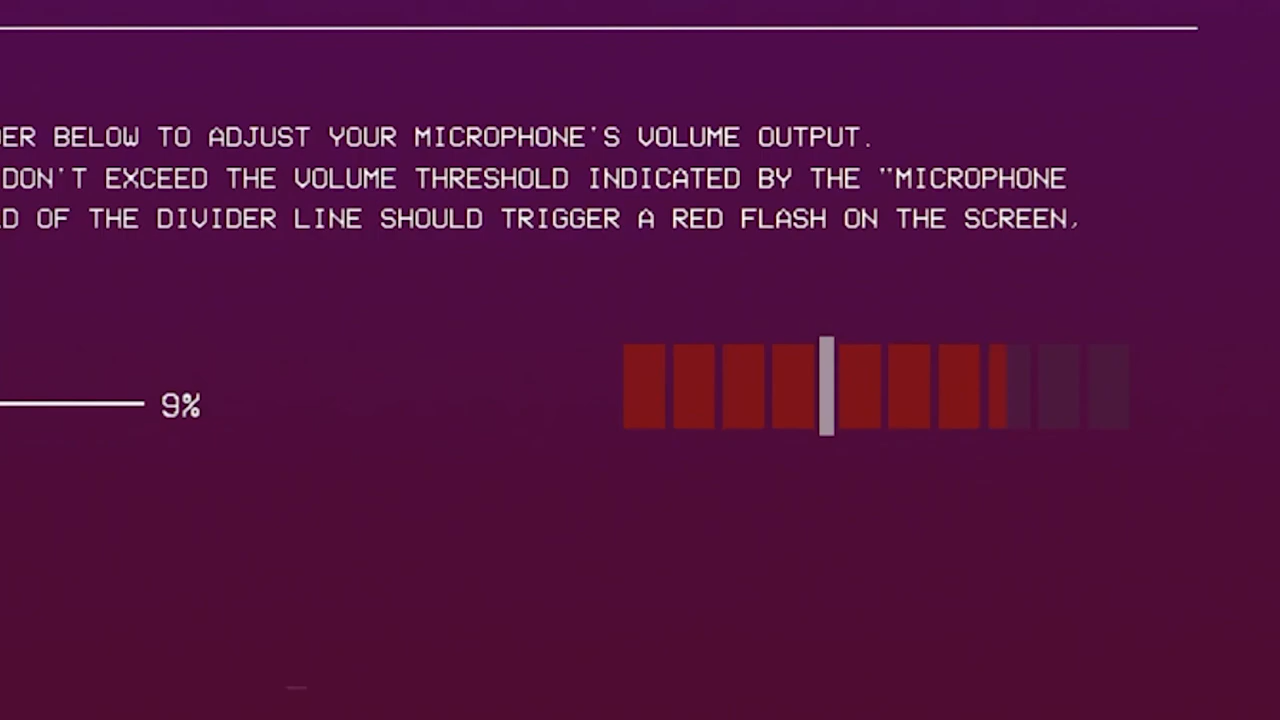 DER BELOW TO ADJUST YOUR MICROPHONE'S VOLUME OUTPUT.
DON'T EXCEED THE VOLUME THRESHOLD INDICATED BY THE "MICROPHONE
OF THE DIVIDER LINE SHOULD TRIGGER A RED FLASH ON THE SCREEN,
9%